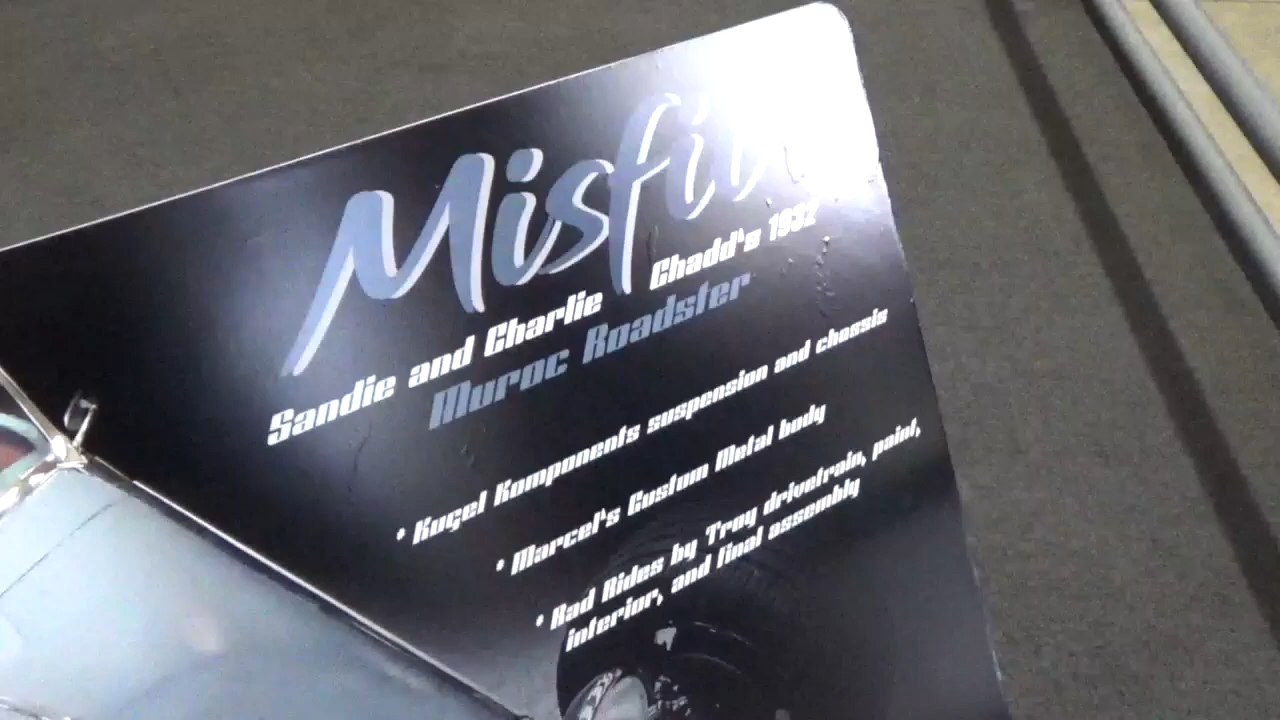 Misfit
Sandie and Charlie Chadd's 1932
Muroc Roadster
• Kugel Komponents suspension and chassis
• Marcel's Custom Metal body
• Rad Rides by Troy drivetrain, paint,
interior, and final assembly